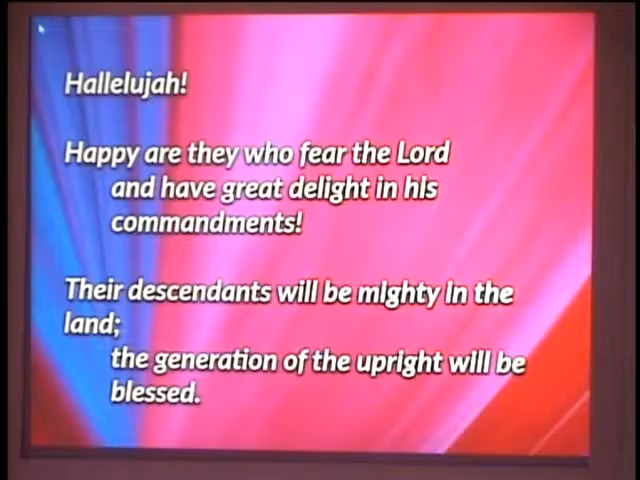 Hallelujah!
Happy are they who fear the Lord
and have great delight in his
commandments!
Their descendants will be mighty in the
land;
the generation of the upright will be
blessed.